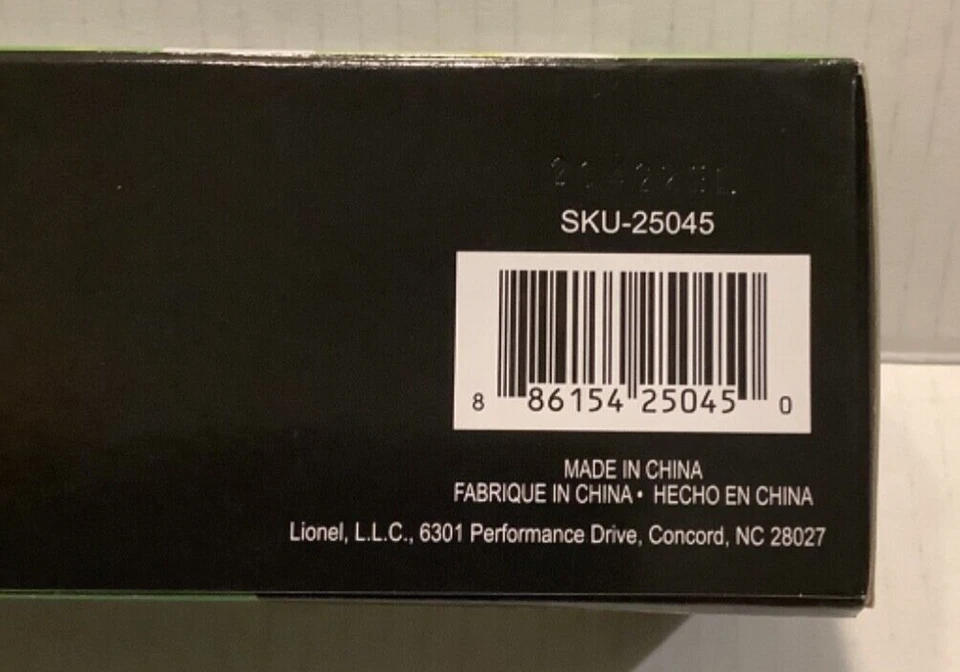 SKU-25045
8 86154 25045 0
MADE IN CHINA
FABRIQUE IN CHINA • HECHO EN CHINA
Lionel, L.L.C., 6301 Performance Drive, Concord, NC 28027